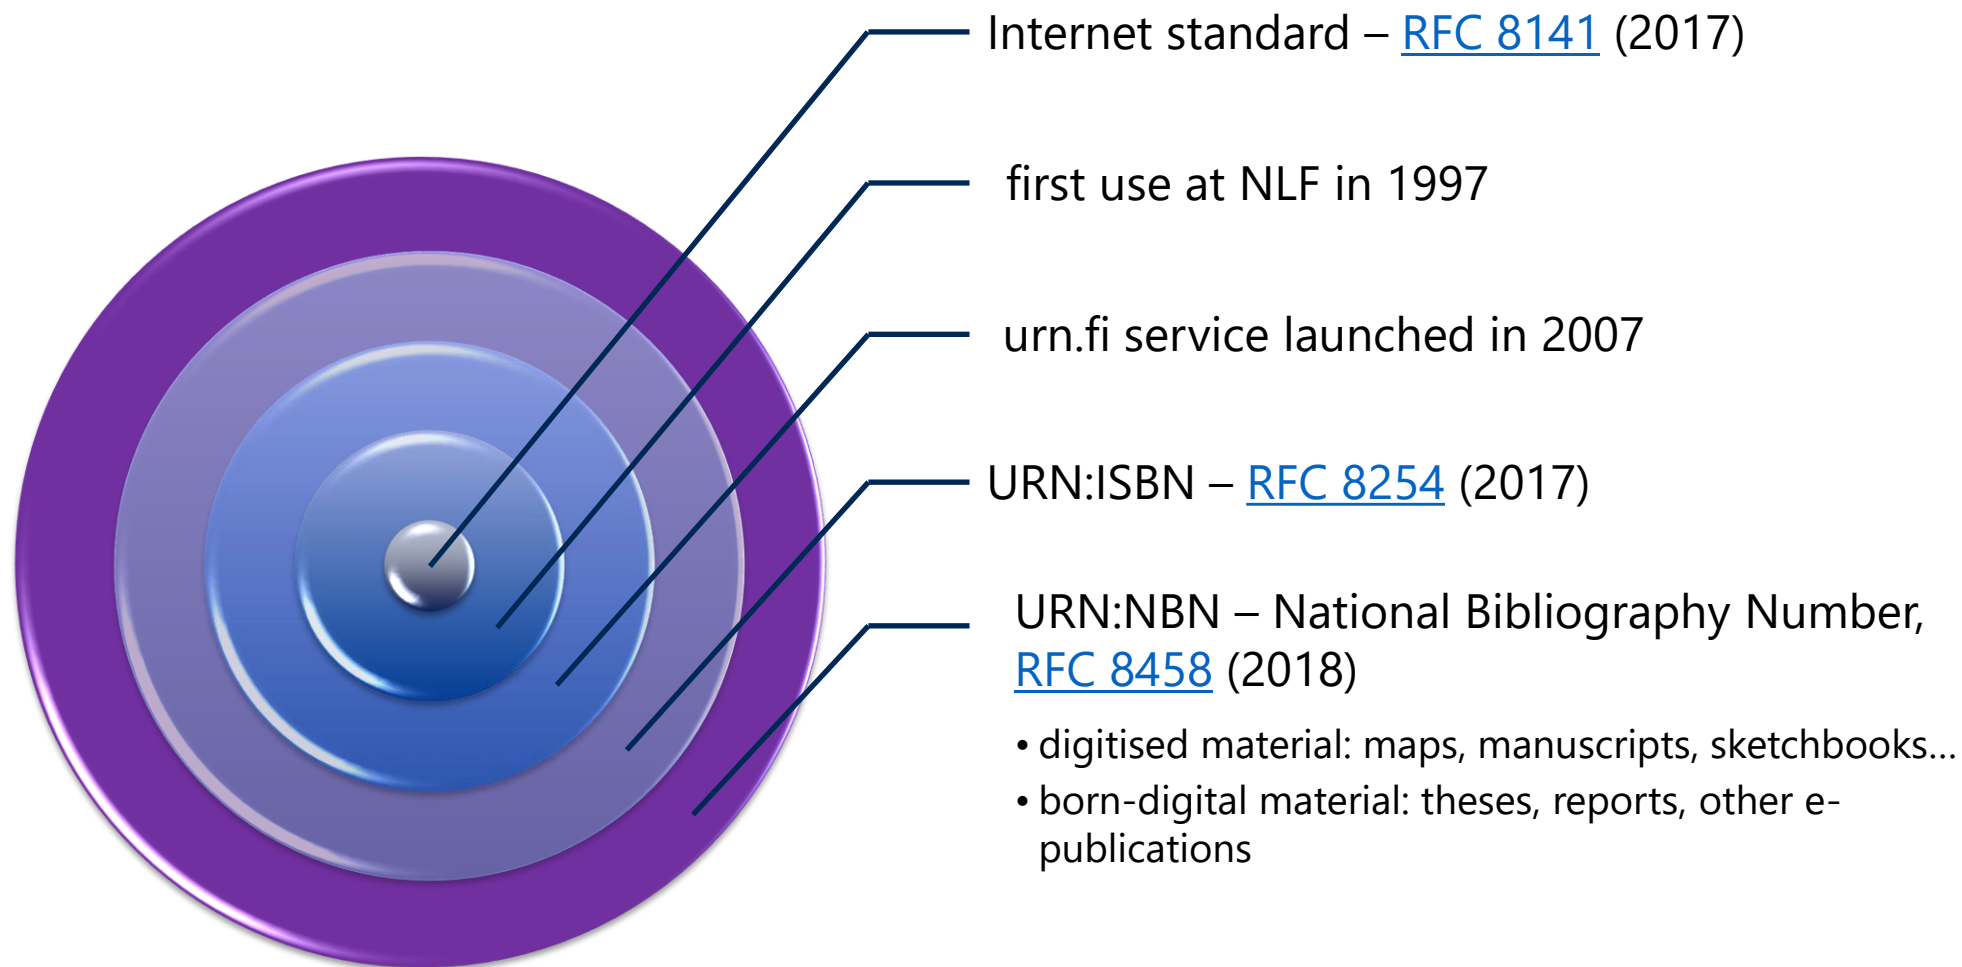 Internet standard – RFC 8141 (2017)
first use at NLF in 1997
urn.fi service launched in 2007
URN:ISBN – RFC 8254 (2017)
URN:NBN – National Bibliography Number,
RFC 8458 (2018)
• digitised material: maps, manuscripts, sketchbooks…
• born-digital material: theses, reports, other e-
publications